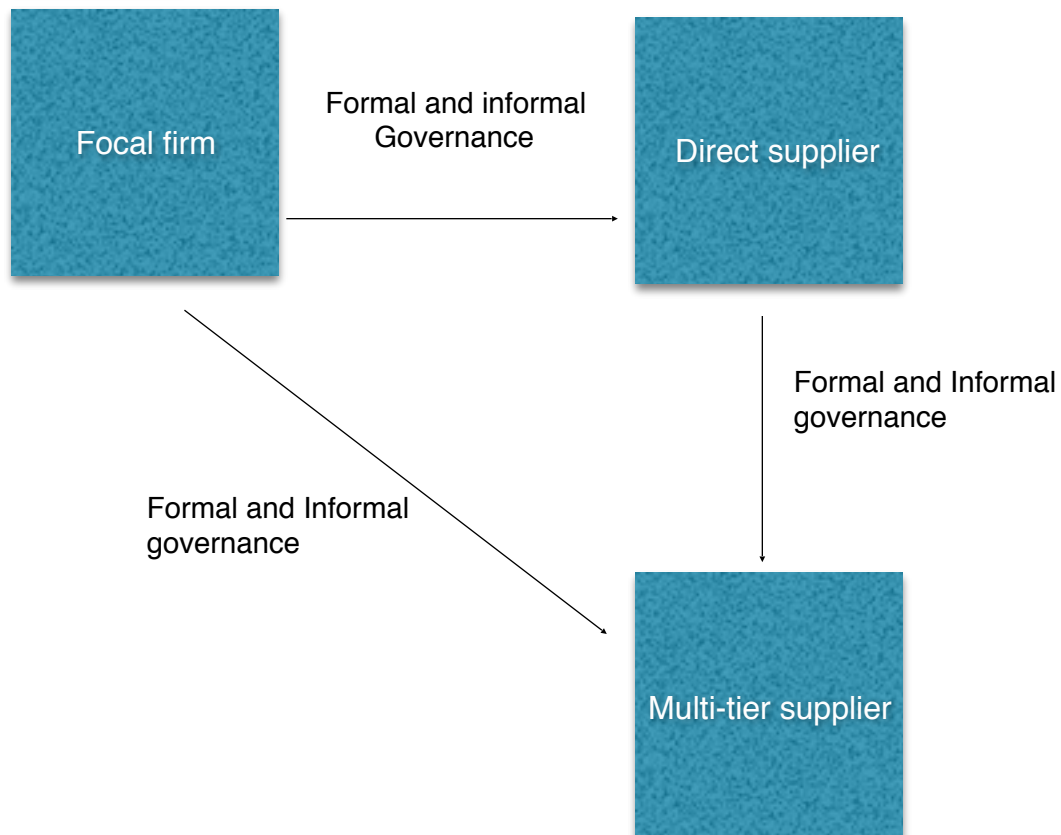 Focal firm
Formal and informal
Governance
Direct supplier
Formal and Informal
governance
Formal and Informal
governance
Multi-tier supplier